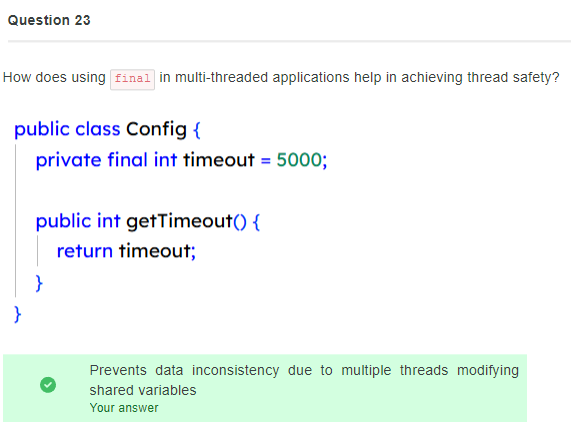 Question 23
How does using final in multi-threaded applications help in achieving thread safety?
public class Config {
private final int timeout = 5000;
public int getTimeout() {
return timeout;
}
}
Prevents data inconsistency due to multiple threads modifying
shared variables
Your answer